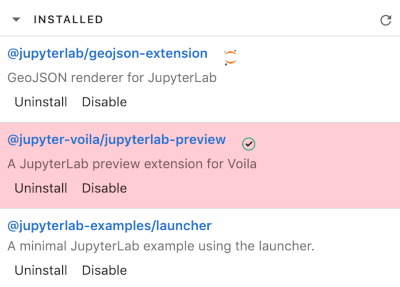 INSTALLED
@jupyterlab/geojson-extension
GeoJSON renderer for JupyterLab
Uninstall Disable
@jupyter-voila/jupyterlab-preview
A JupyterLab preview extension for Voila
Uninstall Disable
@jupyterlab-examples/launcher
A minimal JupyterLab example using the launcher.
Uninstall Disable